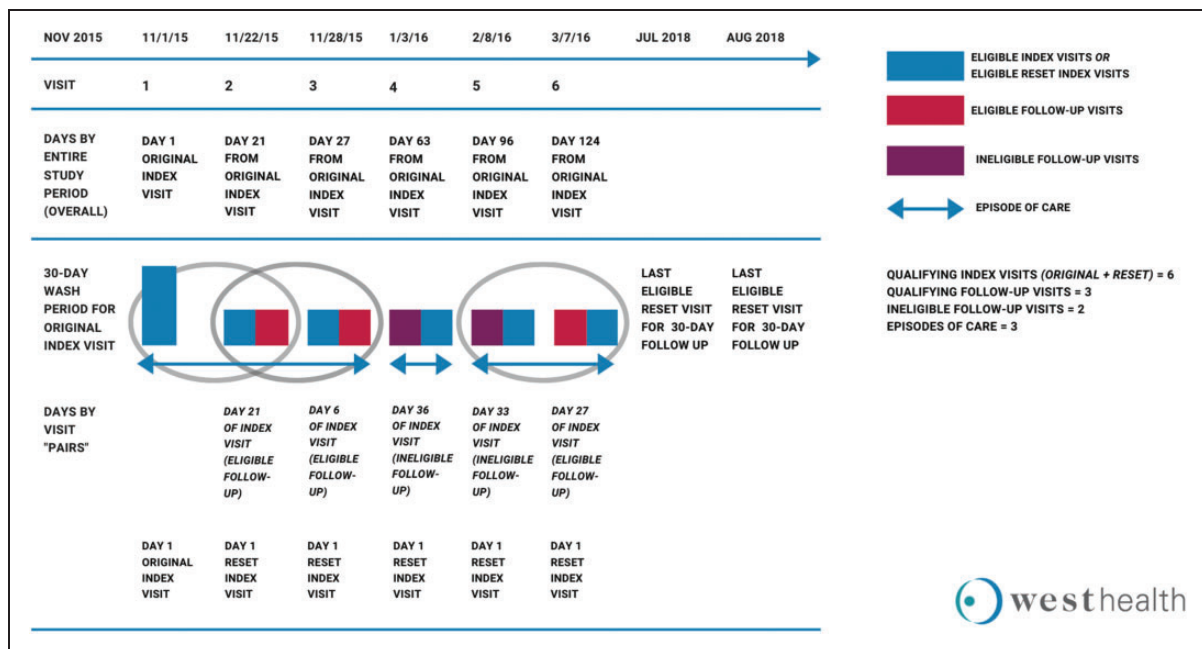 NOV 2015 11/1/15 11/22/15 11/28/15 1/3/16 2/8/16 3/7/16 JUL 2018 AUG 2018
VISIT 1 2 3 4 5 6
DAYS BY
ENTIRE
STUDY
PERIOD
(OVERALL)
DAY 1
ORIGINAL
INDEX
VISIT
DAY 21
FROM
ORIGINAL
INDEX
VISIT
DAY 27
FROM
ORIGINAL
INDEX
VISIT
DAY 63
FROM
ORIGINAL
INDEX
VISIT
DAY 96
FROM
ORIGINAL
INDEX
VISIT
DAY 124
FROM
ORIGINAL
INDEX
VISIT
30-DAY
WASH
PERIOD FOR
ORIGINAL
INDEX VISIT
LAST
ELIGIBLE
RESET VISIT
FOR 30-DAY
FOLLOW UP
LAST
ELIGIBLE
RESET VISIT
FOR 30-DAY
FOLLOW UP
DAYS BY
VISIT
"PAIRS"
DAY 21
OF INDEX
VISIT
(ELIGIBLE
FOLLOW-
UP)
DAY 6
OF INDEX
VISIT
(ELIGIBLE
FOLLOW-
UP)
DAY 36
OF INDEX
VISIT
(INELIGIBLE
FOLLOW-
UP)
DAY 33
OF INDEX
VISIT
(INELIGIBLE
FOLLOW-
UP)
DAY 27
OF INDEX
VISIT
(ELIGIBLE
FOLLOW-
UP)
DAY 1
ORIGINAL
INDEX
VISIT
DAY 1
RESET
INDEX
VISIT
DAY 1
RESET
INDEX
VISIT
DAY 1
RESET
INDEX
VISIT
DAY 1
RESET
INDEX
VISIT
DAY 1
RESET
INDEX
VISIT
ELIGIBLE INDEX VISITS OR
ELIGIBLE RESET INDEX VISITS
ELIGIBLE FOLLOW-UP VISITS
INELIGIBLE FOLLOW-UP VISITS
EPISODE OF CARE
QUALIFYING INDEX VISITS (ORIGINAL + RESET) = 6
QUALIFYING FOLLOW-UP VISITS = 3
INELIGIBLE FOLLOW-UP VISITS = 2
EPISODES OF CARE = 3
westhealth